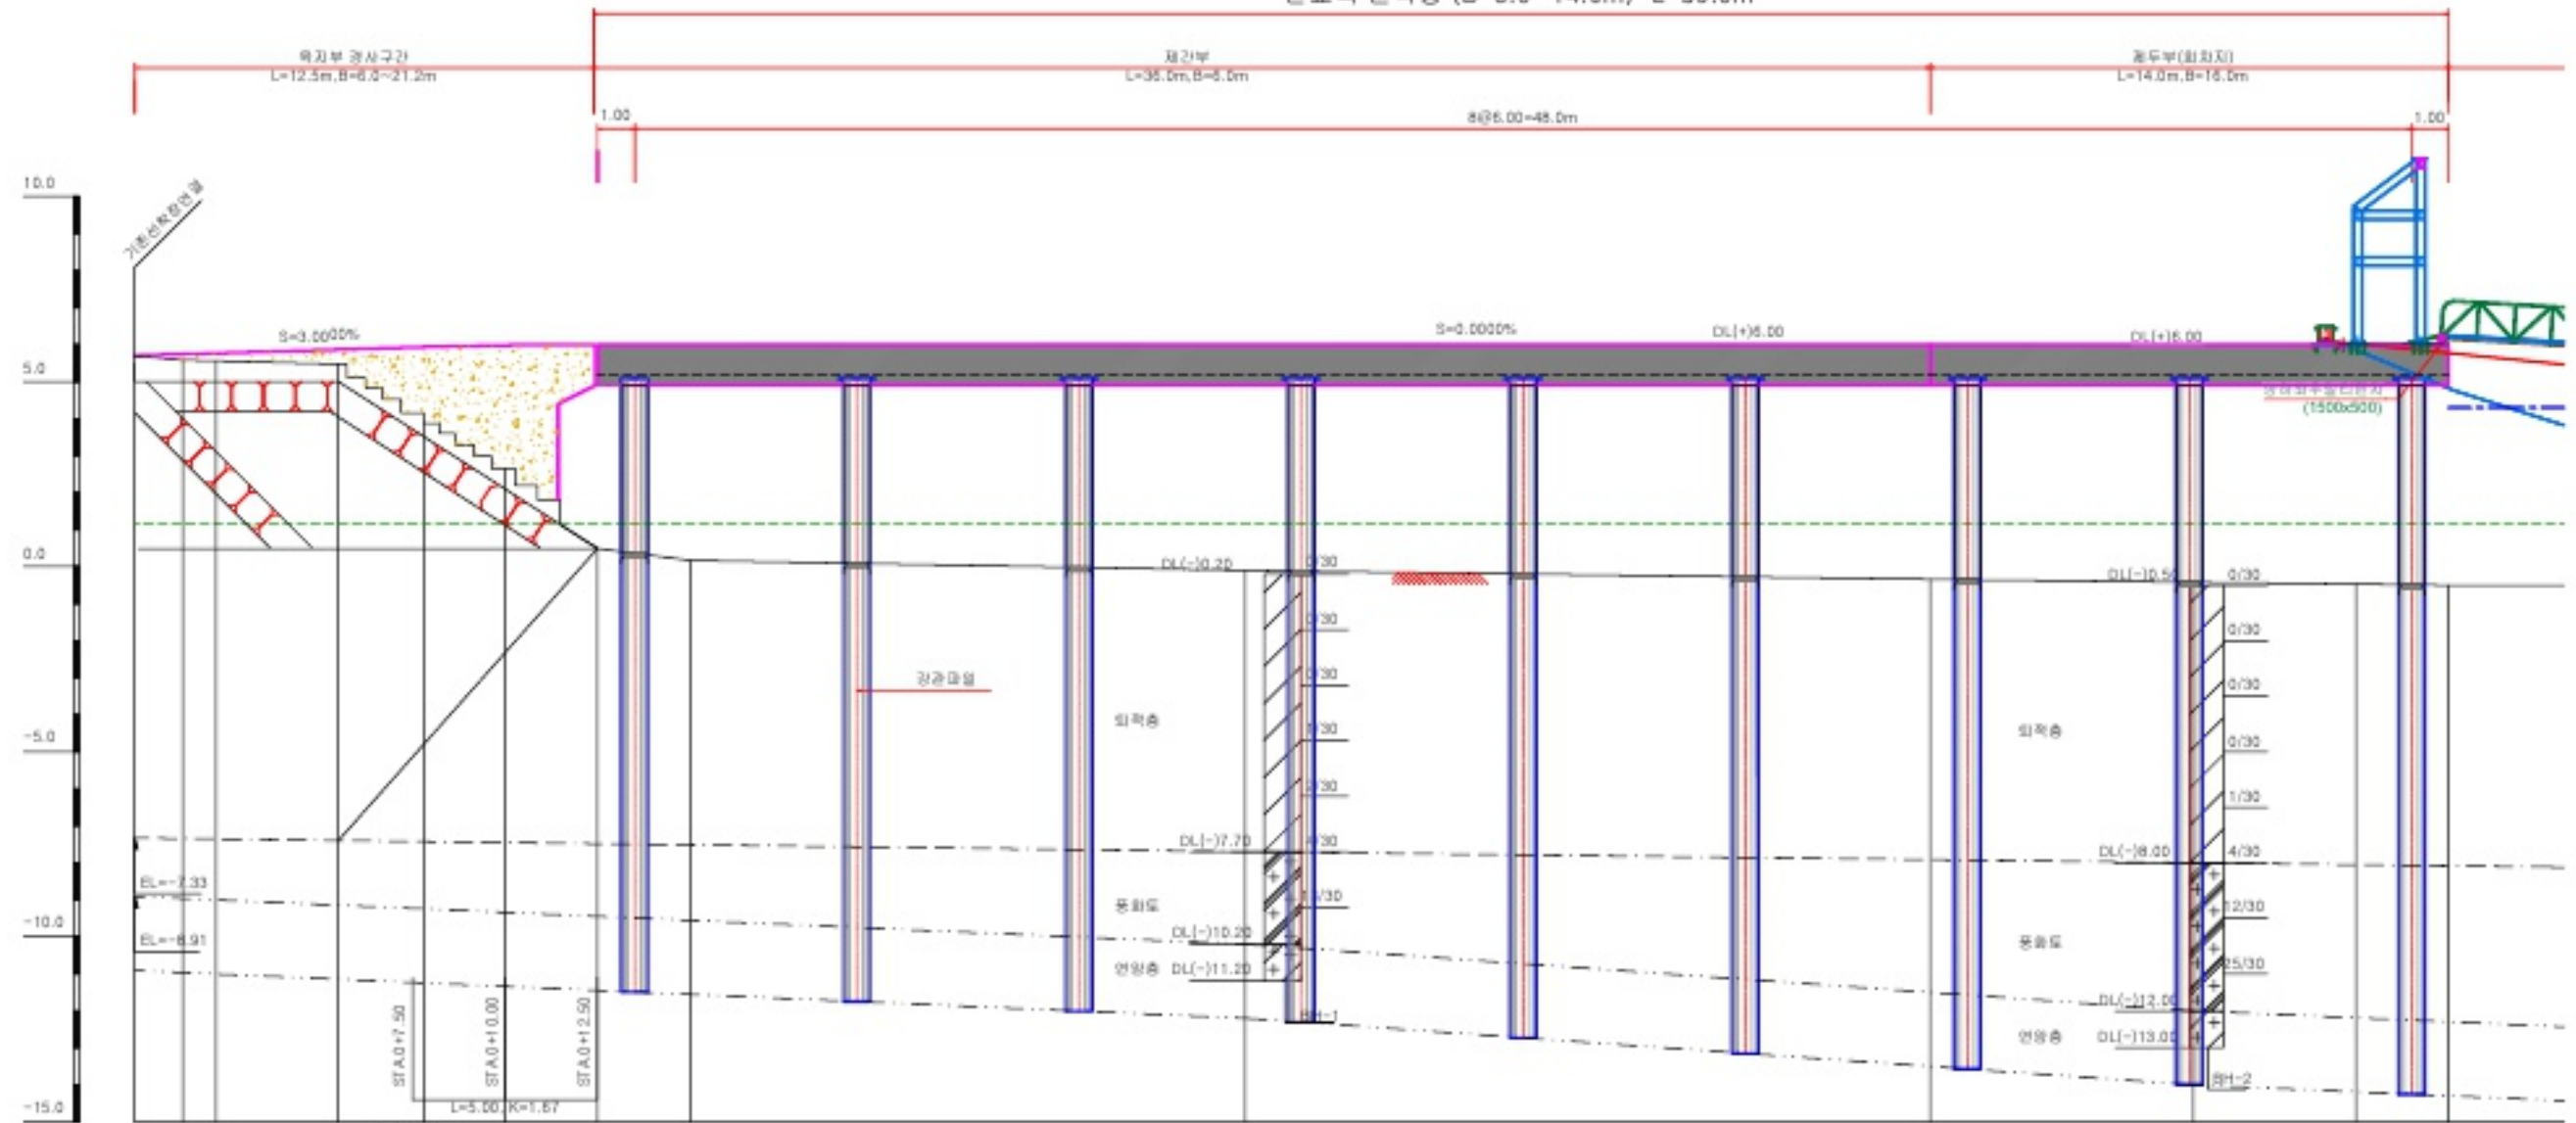 육지부 경사구간
L=12.5m,B=6.0~21.2m
제간부
L=36.0m,B=6.0m
계두부(회차지)
L=14.0m,B=16.0m
1.00
8@6.00=48.0m
1.00
10.0
기존선착장연결
S=3.0000%
S=0.0000%
DL(+)6.00
DL(+)6.00
5.0
(1500x500)
0.0
DL(-)0.20
0/30
DL(-)0.50
0/30
0/30
0/30
0/30
0/30
강관파일
퇴적층
1/30
퇴적층
0/30
-5.0
2/30
1/30
DL(-)7.70
4/30
DL(-)8.00
4/30
EL=-7.33
풍화토
/30
12/30
-10.0
EL=-8.91
DL(-)10.20
풍화토
연암층
DL(-)11.20
25/30
DL(-)12.00
BH-1
연암층
DL(-)13.00
STA.0+7.50
STA.0+10.00
STA.0+12.50
BH-2
-15.0
L=5.00, K=1.67